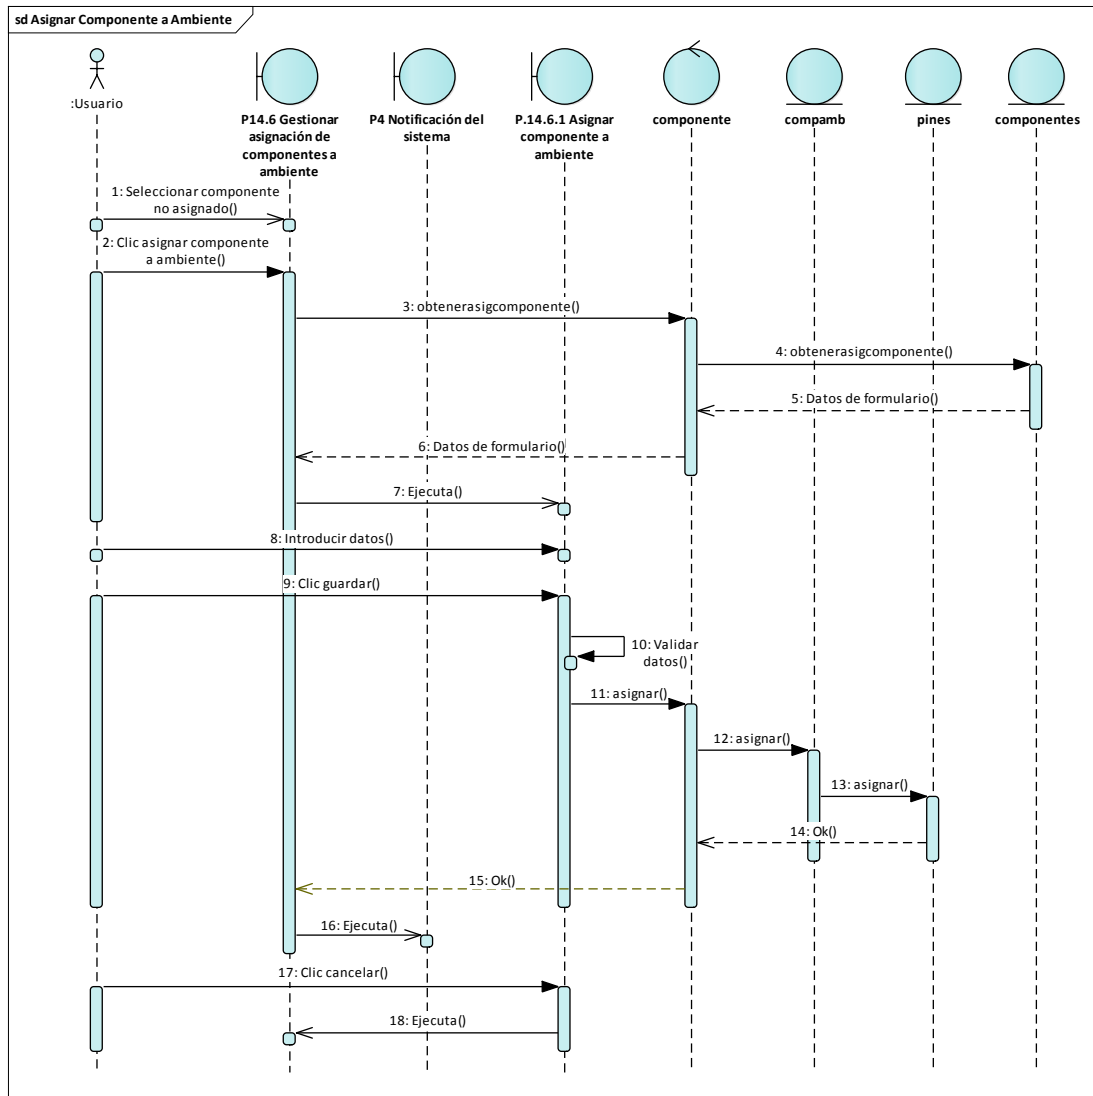 sd Asignar Componente a Ambiente
:Usuario
P14.6 Gestionar
asignación de
componentes a
ambiente
P4 Notificación del
sistema
P.14.6.1 Asignar
componente a
ambiente
componente
compamb
pines
componentes
1: Seleccionar componente
no asignado()
2: Clic asignar componente
a ambiente()
3: obtenerasigcomponente()
4: obtenerasigcomponente()
5: Datos de formulario()
6: Datos de formulario()
7: Ejecuta()
8: Introducir datos()
9: Clic guardar()
10: Validar
datos()
11: asignar()
12: asignar()
13: asignar()
14: Ok()
15: Ok()
16: Ejecuta()
17: Clic cancelar()
18: Ejecuta()